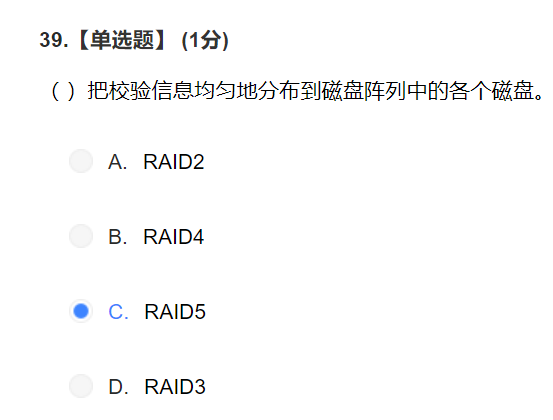 39.【单选题】 (1分)
（ ）把校验信息均匀地分布到磁盘阵列中的各个磁盘。
A. RAID2
B. RAID4
C. RAID5
D. RAID3